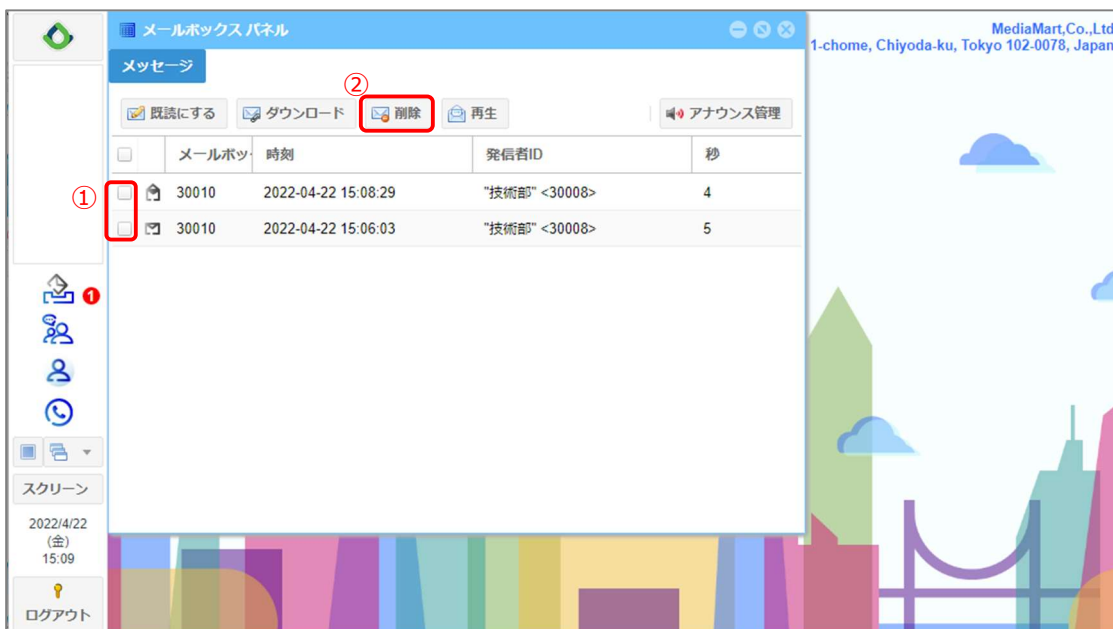 メールボックス パネル
MediaMart,Co.,Ltd
1-chome, Chiyoda-ku, Tokyo 102-0078, Japan
メッセージ
②
既読にする ダウンロード 削除 再生 アナウンス管理
メールボッ 時刻 発信者ID 秒
①
30010 2022-04-22 15:08:29 "技術部" <30008> 4
30010 2022-04-22 15:06:03 "技術部" <30008> 5
1
スクリーン
2022/4/22
(金)
15:09
ログアウト